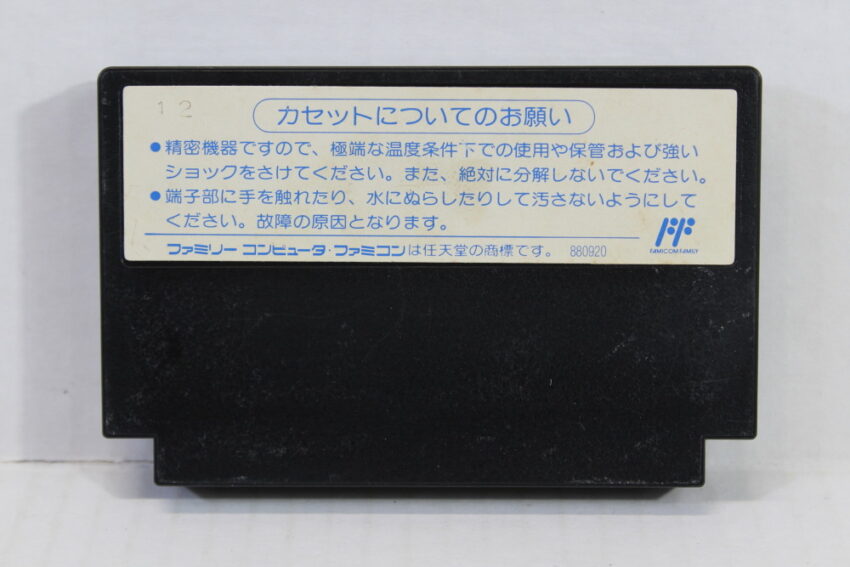 12
カセットについてのお願い
●精密機器ですので、極端な温度条件下での使用や保管および強い
ショックをさけてください。また、絶対に分解しないでください。
●端子部に手を触れたり、水にぬらしたりして汚さないようにして
ください。故障の原因となります。
FF
FAMICOM FAMILY
ファミリー コンピュータ・ファミコンは任天堂の商標です。 880920